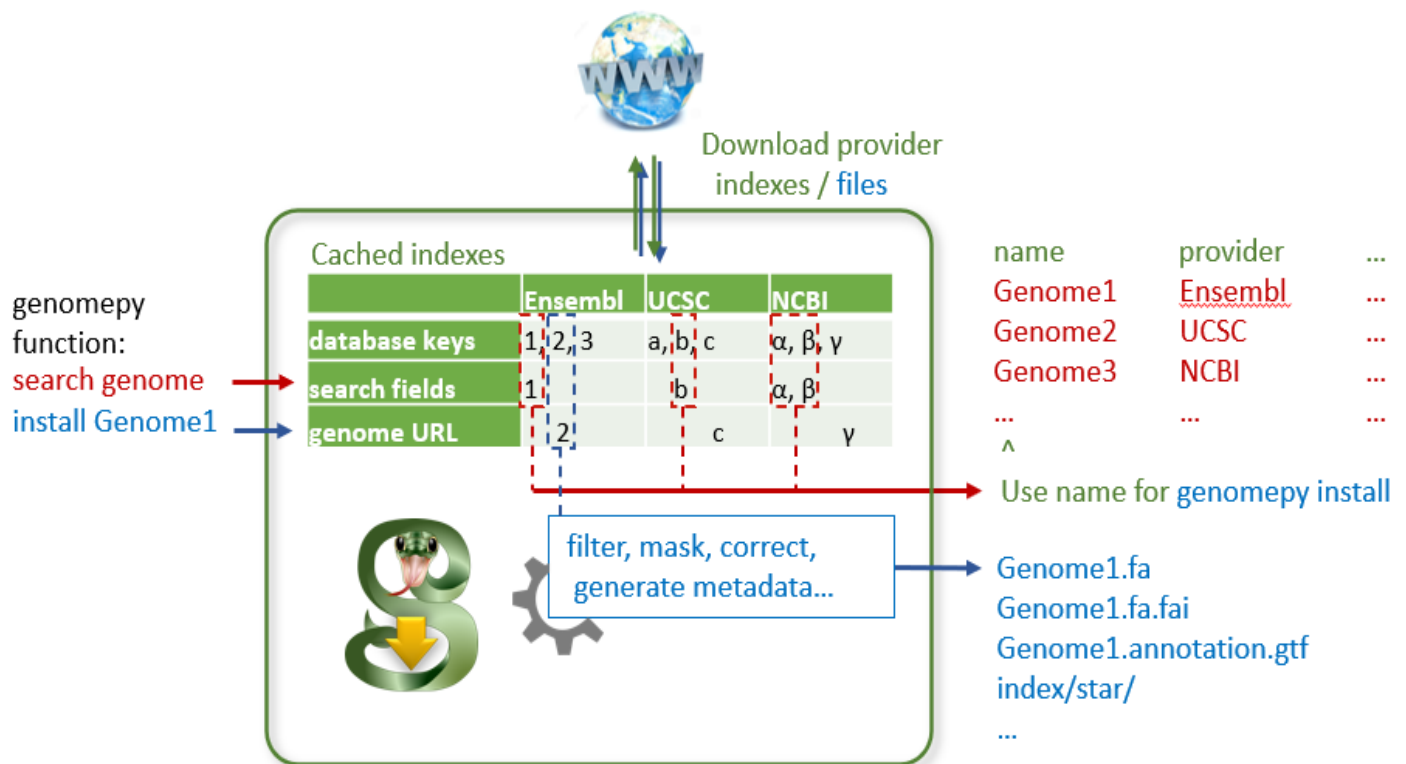 WWW
Download provider
indexes / files
Cached indexes
Ensembl UCSC NCBI
database keys 1, 2, 3 a, b, c α, β, γ
search fields 1 b α, β
genome URL 2 c γ
genomepy
function:
search genome
install Genome1
filter, mask, correct,
generate metadata...
name provider ...
Genome1 Ensembl ...
Genome2 UCSC ...
Genome3 NCBI ...
... ... ...
^
Use name for genomepy install
Genome1.fa
Genome1.fa.fai
Genome1.annotation.gtf
index/star/
...